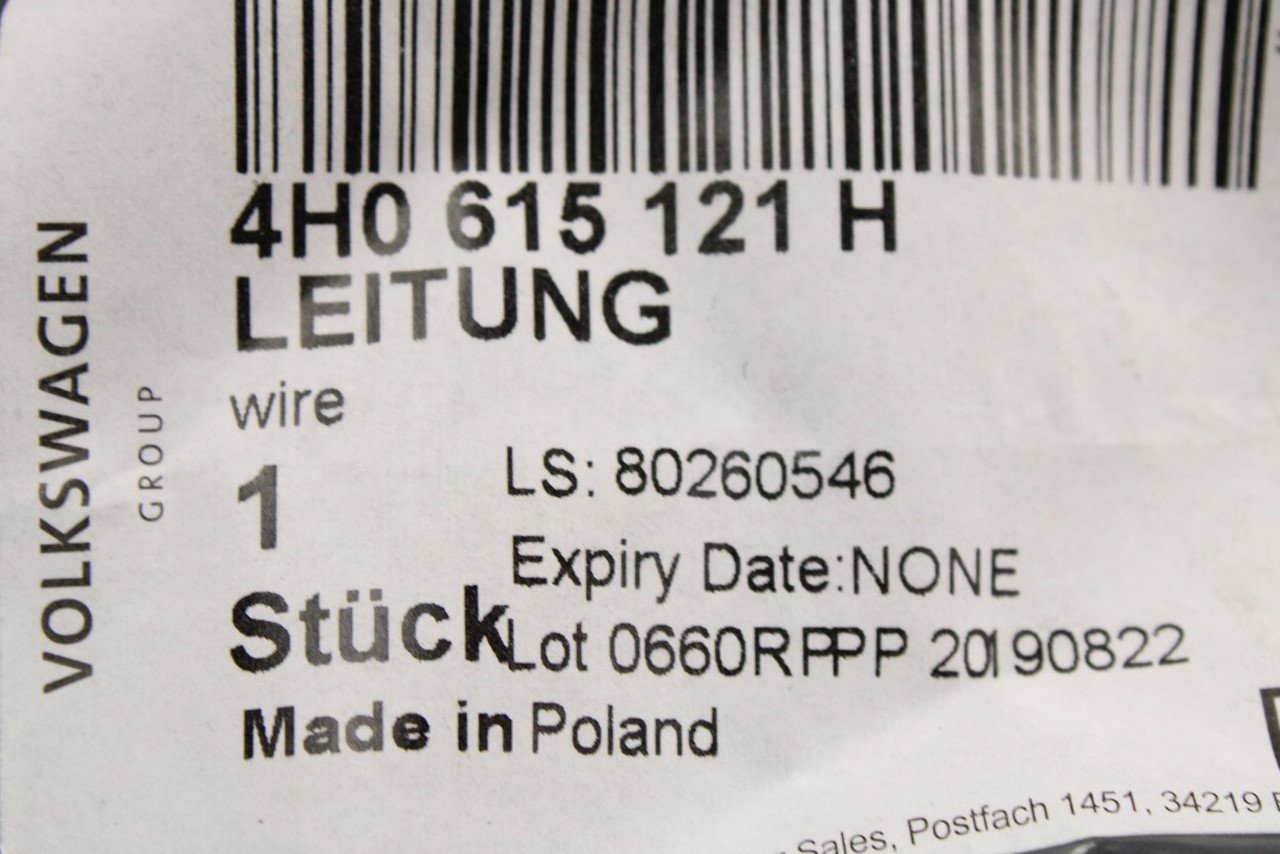 VOLKSWAGEN
GROUP
4H0 615 121 H
LEITUNG
wire
1
LS: 80260546
Expiry Date:NONE
Stück
Lot 0660RPPP 20190822
Made in Poland
Sales, Postfach 1451, 34219